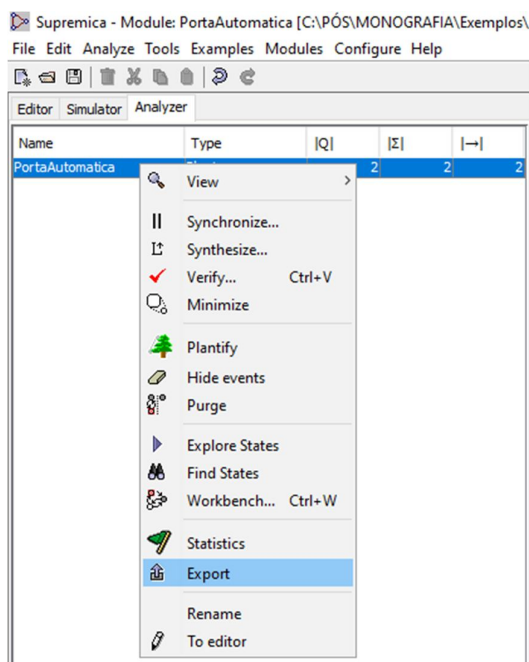 Supremica - Module: PortaAutomatica [C:\PÓS\MONOGRAFIA\Exemplos\
File Edit Analyze Tools Examples Modules Configure Help
Editor Simulator Analyzer
Name Type |Q| |Σ| |→|
PortaAutomatica 2 2 2
View
Synchronize...
Synthesize...
Verify... Ctrl+V
Minimize
Plantify
Hide events
Purge
Explore States
Find States
Workbench... Ctrl+W
Statistics
Export
Rename
To editor